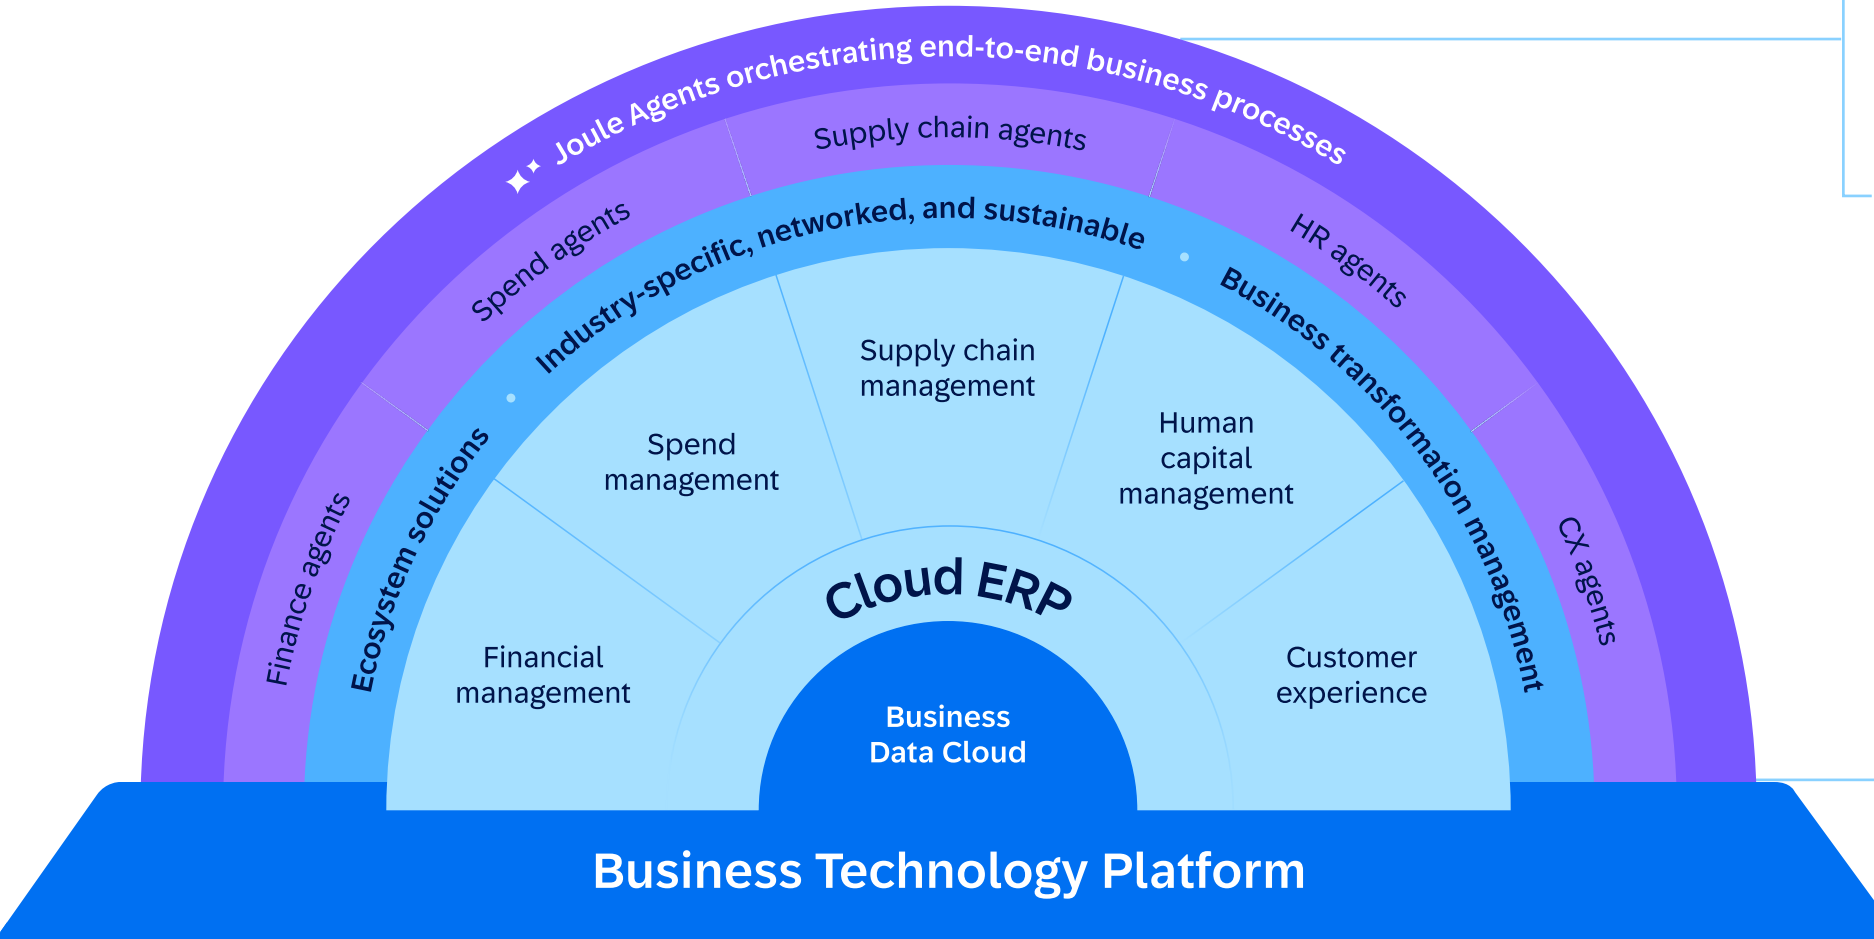 Joule Agents orchestrating end-to-end business processes
Finance agents
Spend agents
Supply chain agents
HR agents
CX agents
Ecosystem solutions • Industry-specific, networked, and sustainable • Business transformation management
Financial
management
Spend
management
Supply chain
management
Human
capital
management
Customer
experience
Cloud ERP
Business
Data Cloud
Business Technology Platform